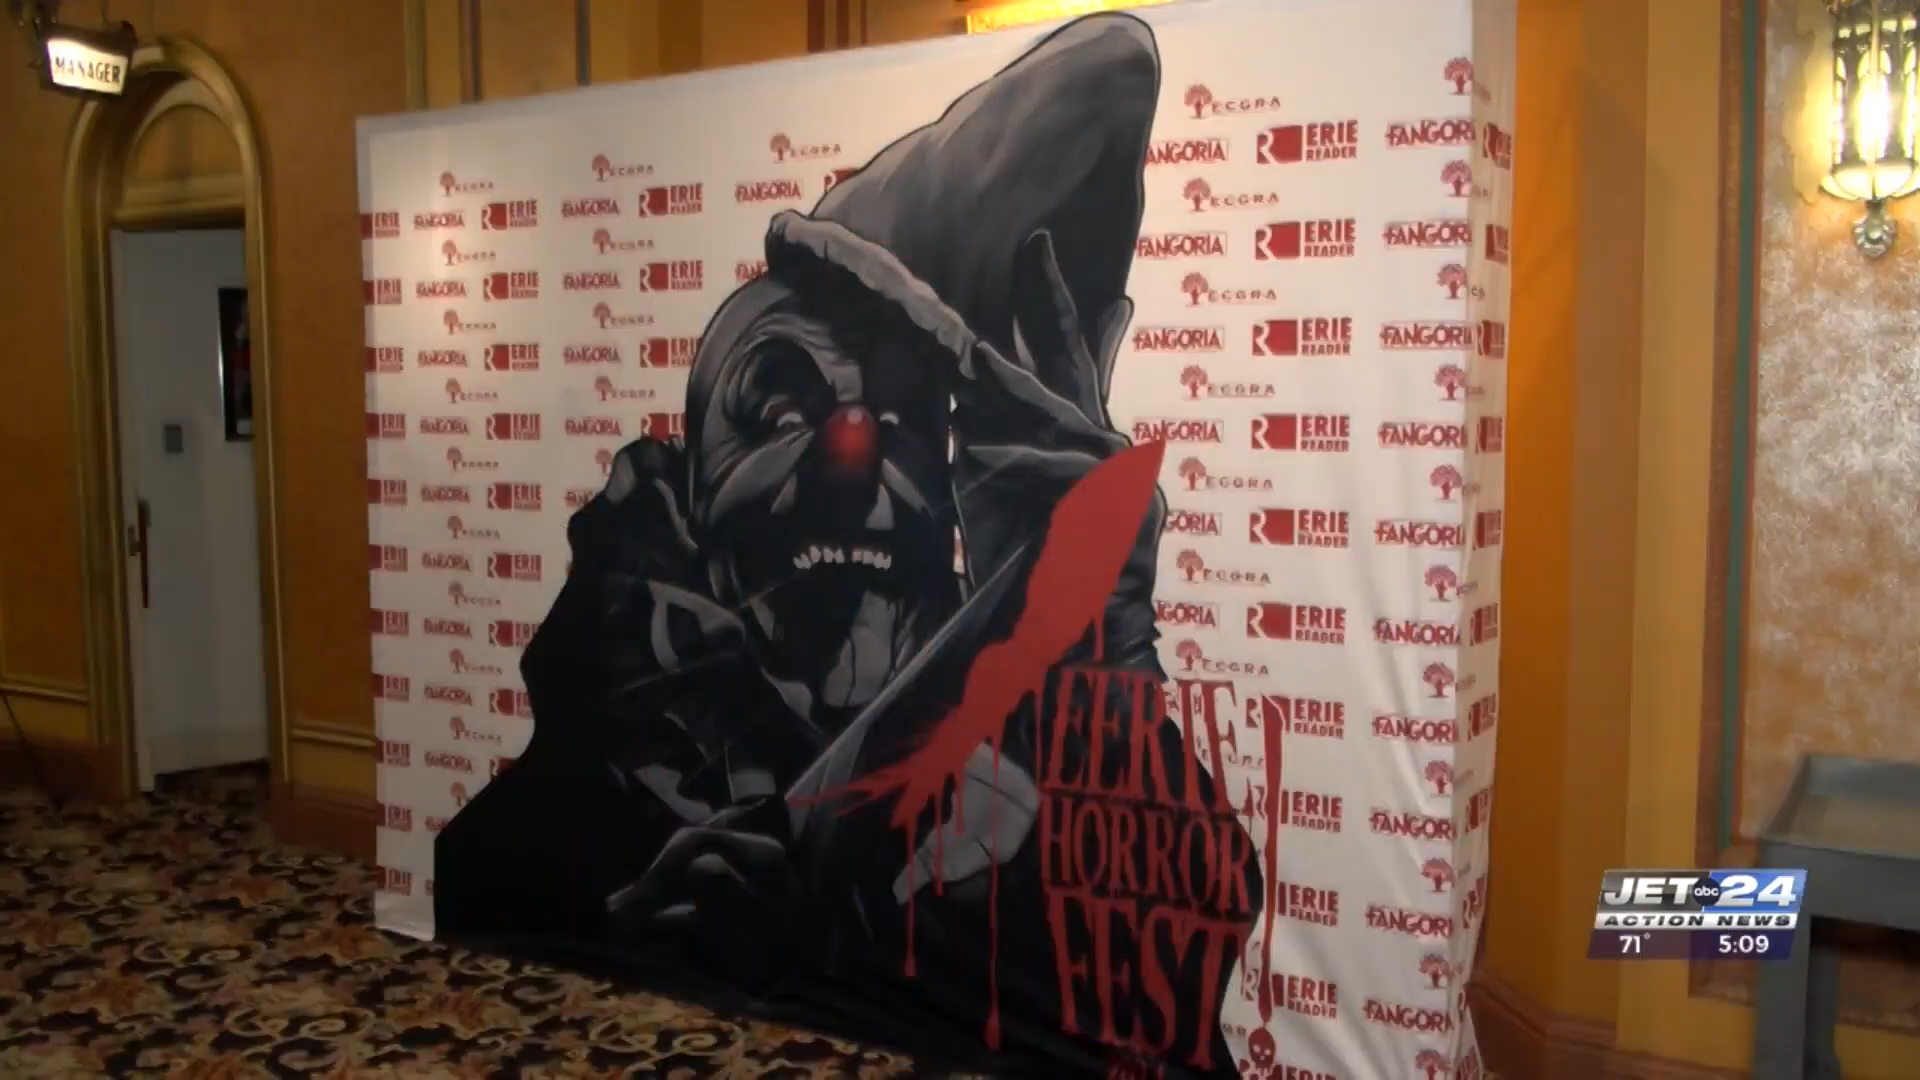 MANAGER
ECGRA
FANGORIA
ERIE
READER
EERIE
HORROR
FEST
JET abc 24
ACTION NEWS
71° 5:09